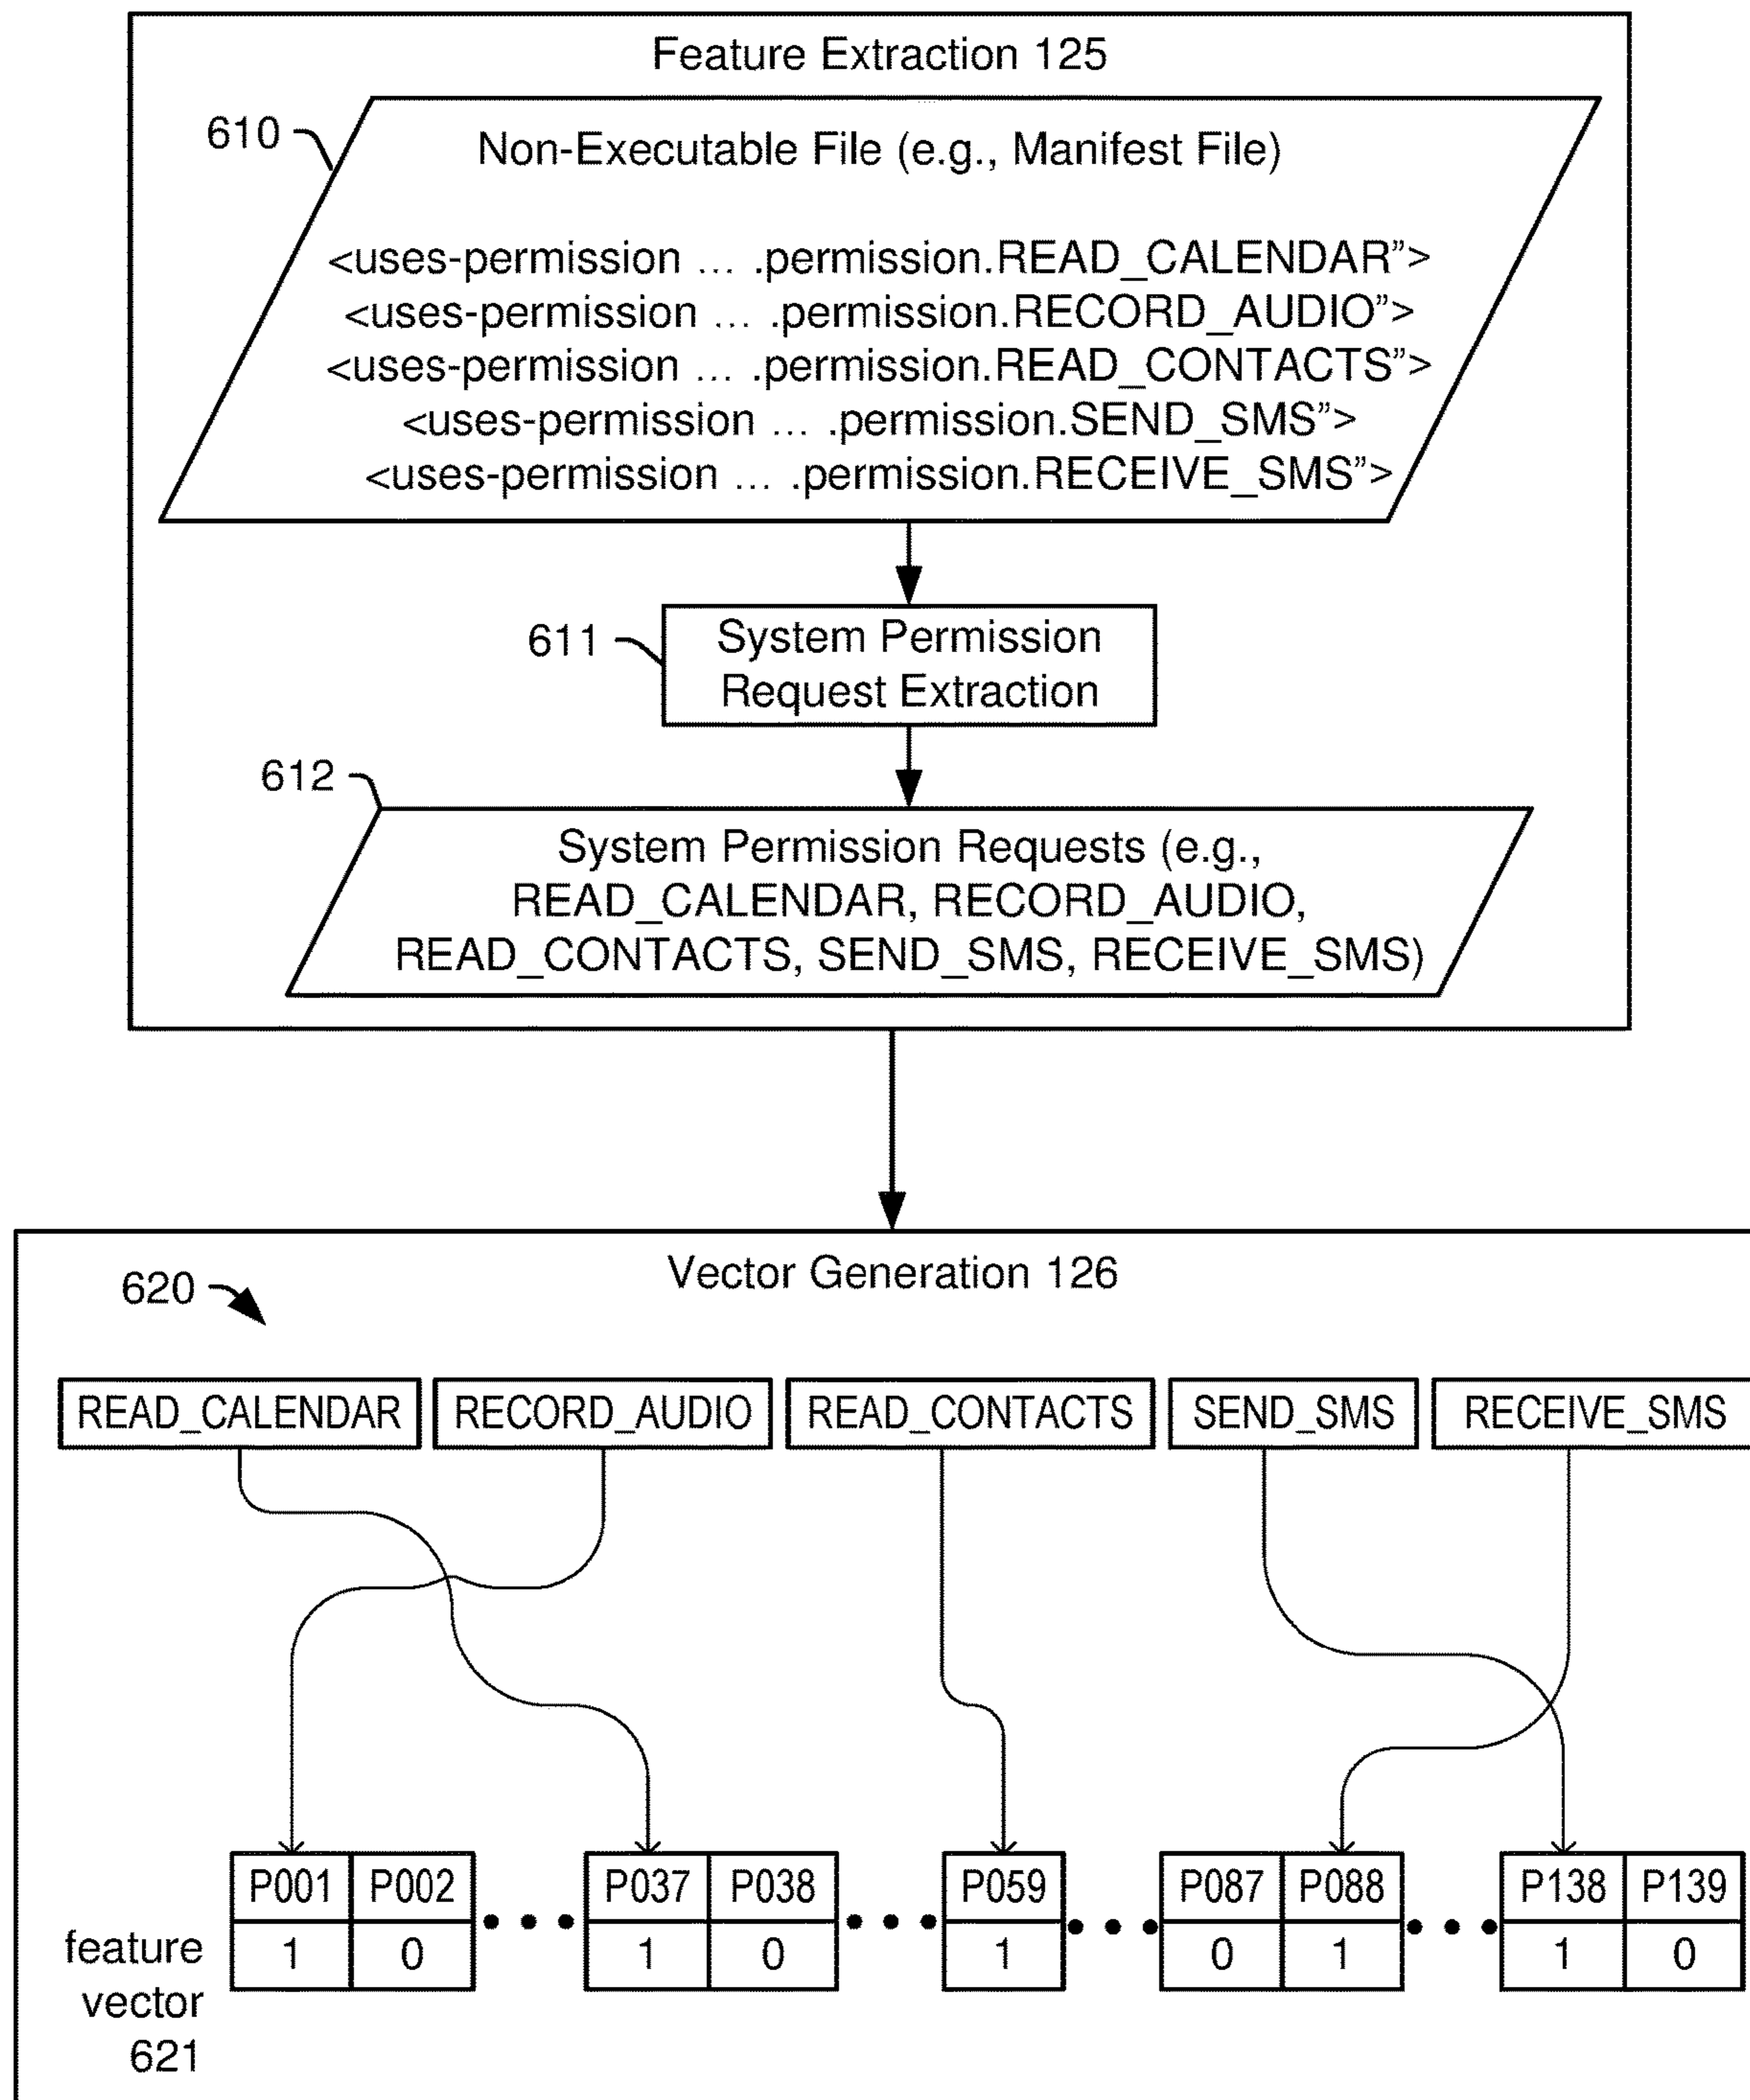 Feature Extraction 125
610
Non-Executable File (e.g., Manifest File)
<uses-permission ... .permission.READ_CALENDAR”>
<uses-permission ... .permission.RECORD_AUDIO”>
<uses-permission ... .permission.READ_CONTACTS”>
<uses-permission ... .permission.SEND_SMS”>
<uses-permission ... .permission.RECEIVE_SMS”>
611
System Permission
Request Extraction
612
System Permission Requests (e.g.,
READ_CALENDAR, RECORD_AUDIO,
READ_CONTACTS, SEND_SMS, RECEIVE_SMS)
Vector Generation 126
620
READ_CALENDAR RECORD_AUDIO READ_CONTACTS SEND_SMS RECEIVE_SMS
P001 P002 P037 P038 P059 P087 P088 P138 P139
1 0 1 0 1 0 1 1 0
feature
vector
621